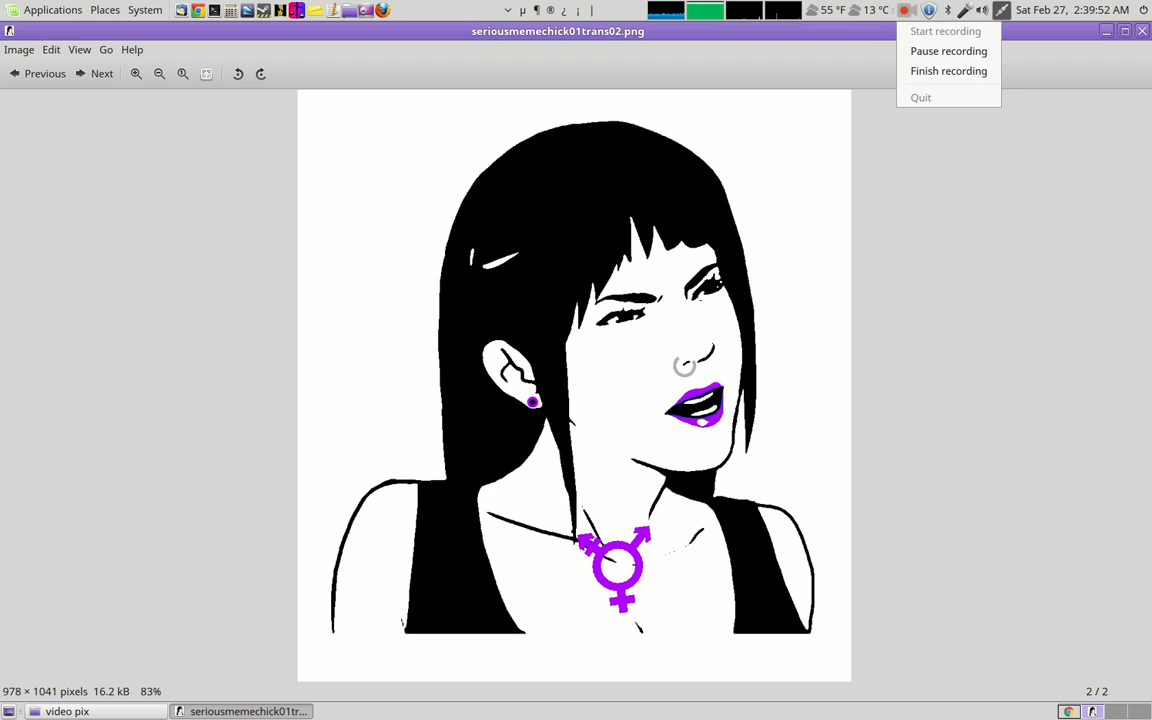 Applications Places System
µ ¶ ® ¿ ¡ |
55 °F 13 °C Sat Feb 27, 2:39:52 AM
seriousmemechick01trans02.png
Start recording
Pause recording
Finish recording
Quit
Image Edit View Go Help
Previous Next
978 × 1041 pixels 16.2 kB 83%
2 / 2
video pix
seriousmemechick01tr...